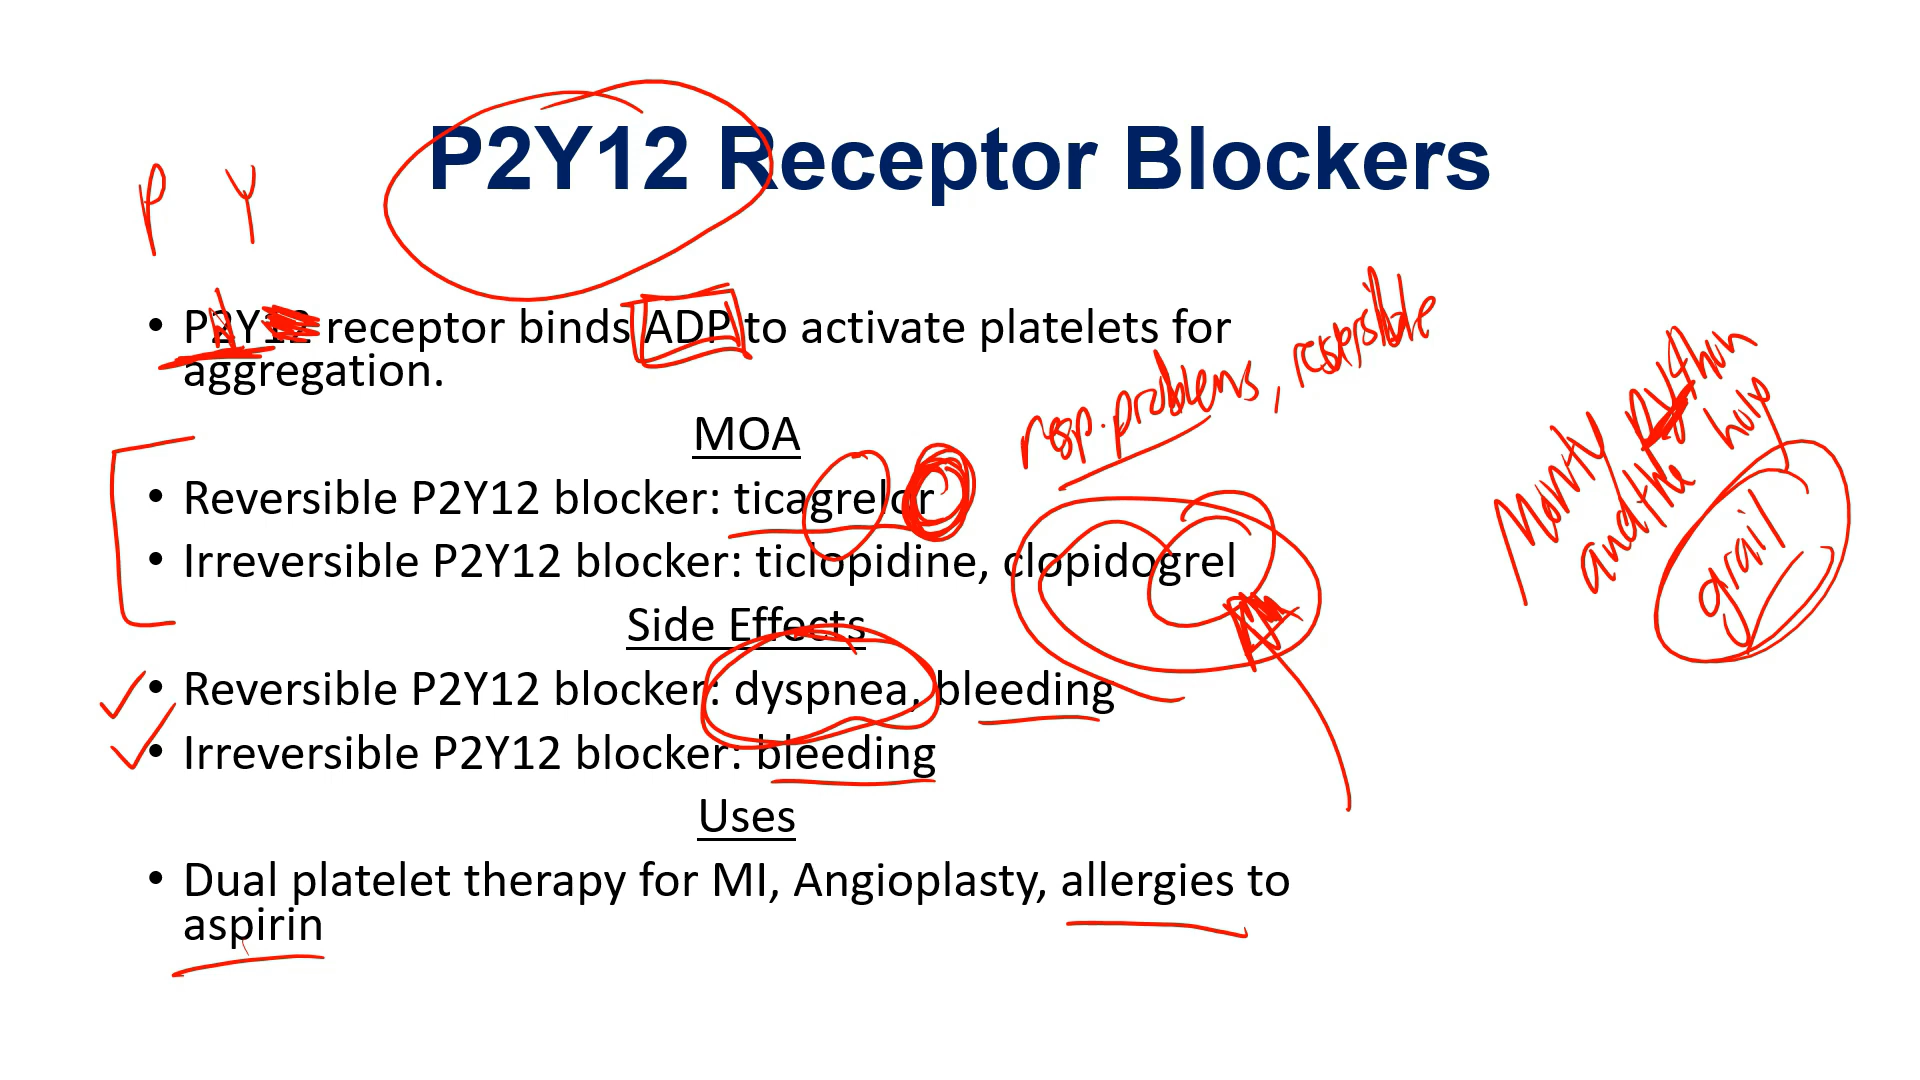 P2Y12 Receptor Blockers
P Y
• P2Y12 receptor binds ADP to activate platelets for
aggregation.
resp. problems, reversible
Monty Python
and the holy
grail
MOA
• Reversible P2Y12 blocker: ticagrelor
• Irreversible P2Y12 blocker: ticlopidine, clopidogrel
Side Effects
• Reversible P2Y12 blocker: dyspnea, bleeding
• Irreversible P2Y12 blocker: bleeding
Uses
• Dual platelet therapy for MI, Angioplasty, allergies to
aspirin